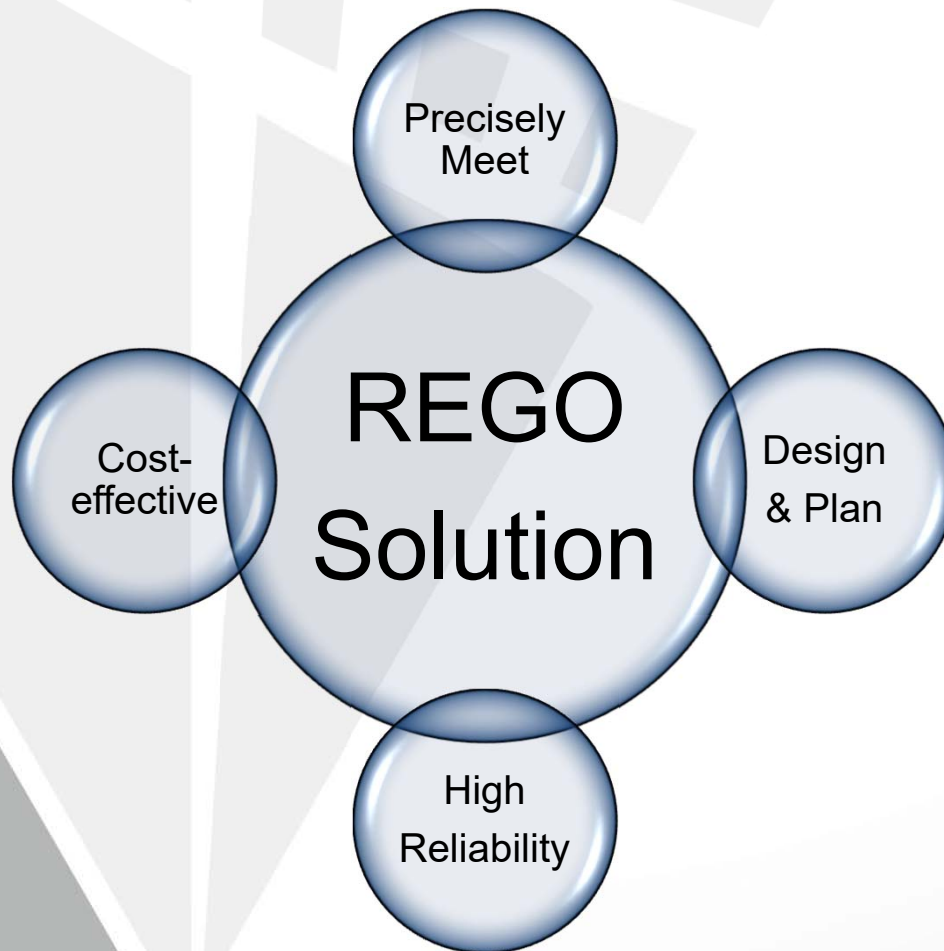 Precisely
Meet
Cost-
effective
REGO
Solution
Design
& Plan
High
Reliability